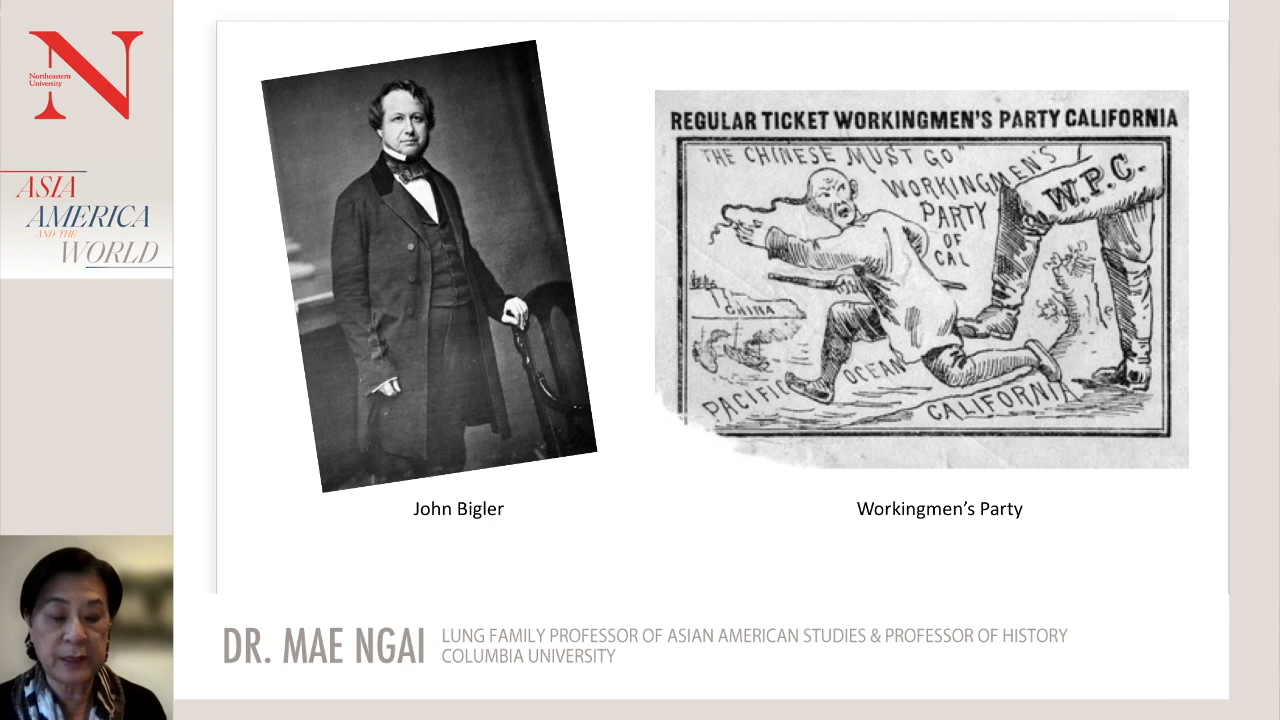 Northeastern
University
ASIA
AMERICA
AND THE
WORLD
REGULAR TICKET WORKINGMEN'S PARTY CALIFORNIA
"THE CHINESE MUST GO"
WORKINGMEN'S
PARTY
OF
CAL
W.P.C.
CHINA
PACIFIC OCEAN
CALIFORNIA
John Bigler
Workingmen's Party
DR. MAE NGAI
LUNG FAMILY PROFESSOR OF ASIAN AMERICAN STUDIES & PROFESSOR OF HISTORY
COLUMBIA UNIVERSITY